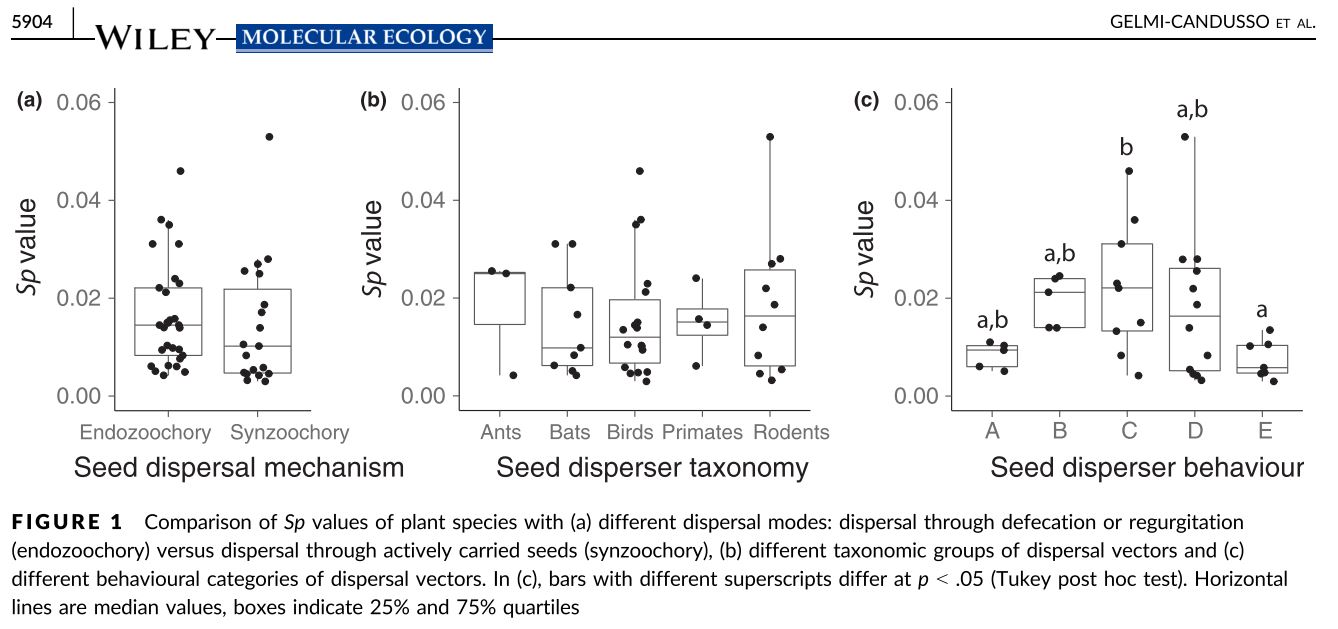 5904
WILEY MOLECULAR ECOLOGY
GELMI-CANDUSSO ET AL.
(a)
0.06
0.04
0.02
0.00
Sp value
Endozoochory Synzoochory
Seed dispersal mechanism
(b)
0.06
0.04
0.02
0.00
Sp value
Ants Bats Birds Primates Rodents
Seed disperser taxonomy
(c)
0.06
0.04
0.02
0.00
Sp value
a,b
a,b
b
a,b
a
A B C D E
Seed disperser behaviour
FIGURE 1 Comparison of Sp values of plant species with (a) different dispersal modes: dispersal through defecation or regurgitation
(endozoochory) versus dispersal through actively carried seeds (synzoochory), (b) different taxonomic groups of dispersal vectors and (c)
different behavioural categories of dispersal vectors. In (c), bars with different superscripts differ at p < .05 (Tukey post hoc test). Horizontal
lines are median values, boxes indicate 25% and 75% quartiles